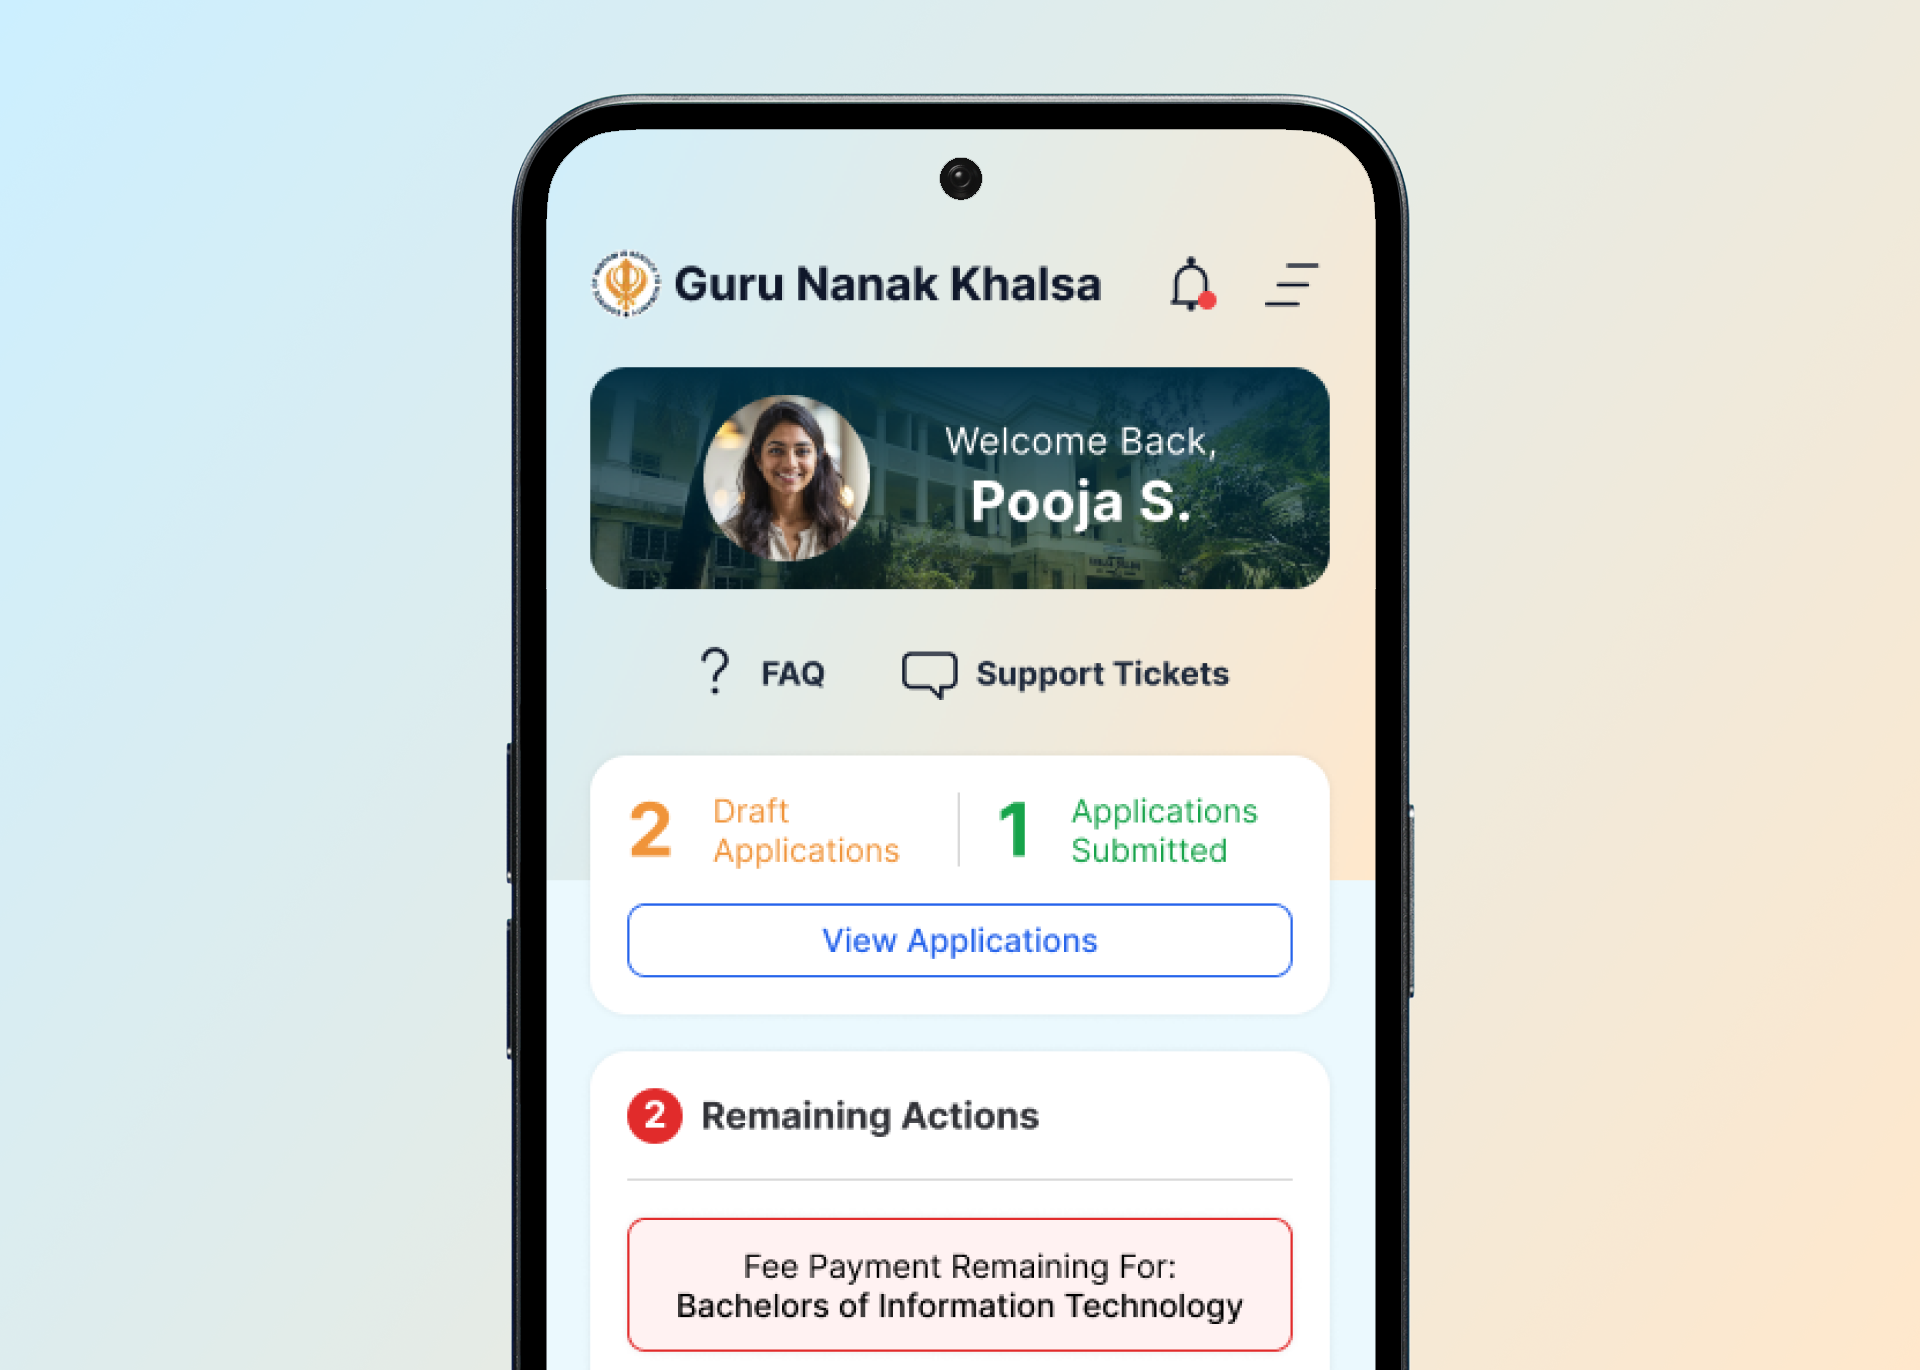 Guru Nanak Khalsa
Welcome Back,
Pooja S.
? FAQ
Support Tickets
2 Draft
Applications
1 Applications
Submitted
View Applications
2 Remaining Actions
Fee Payment Remaining For:
Bachelors of Information Technology